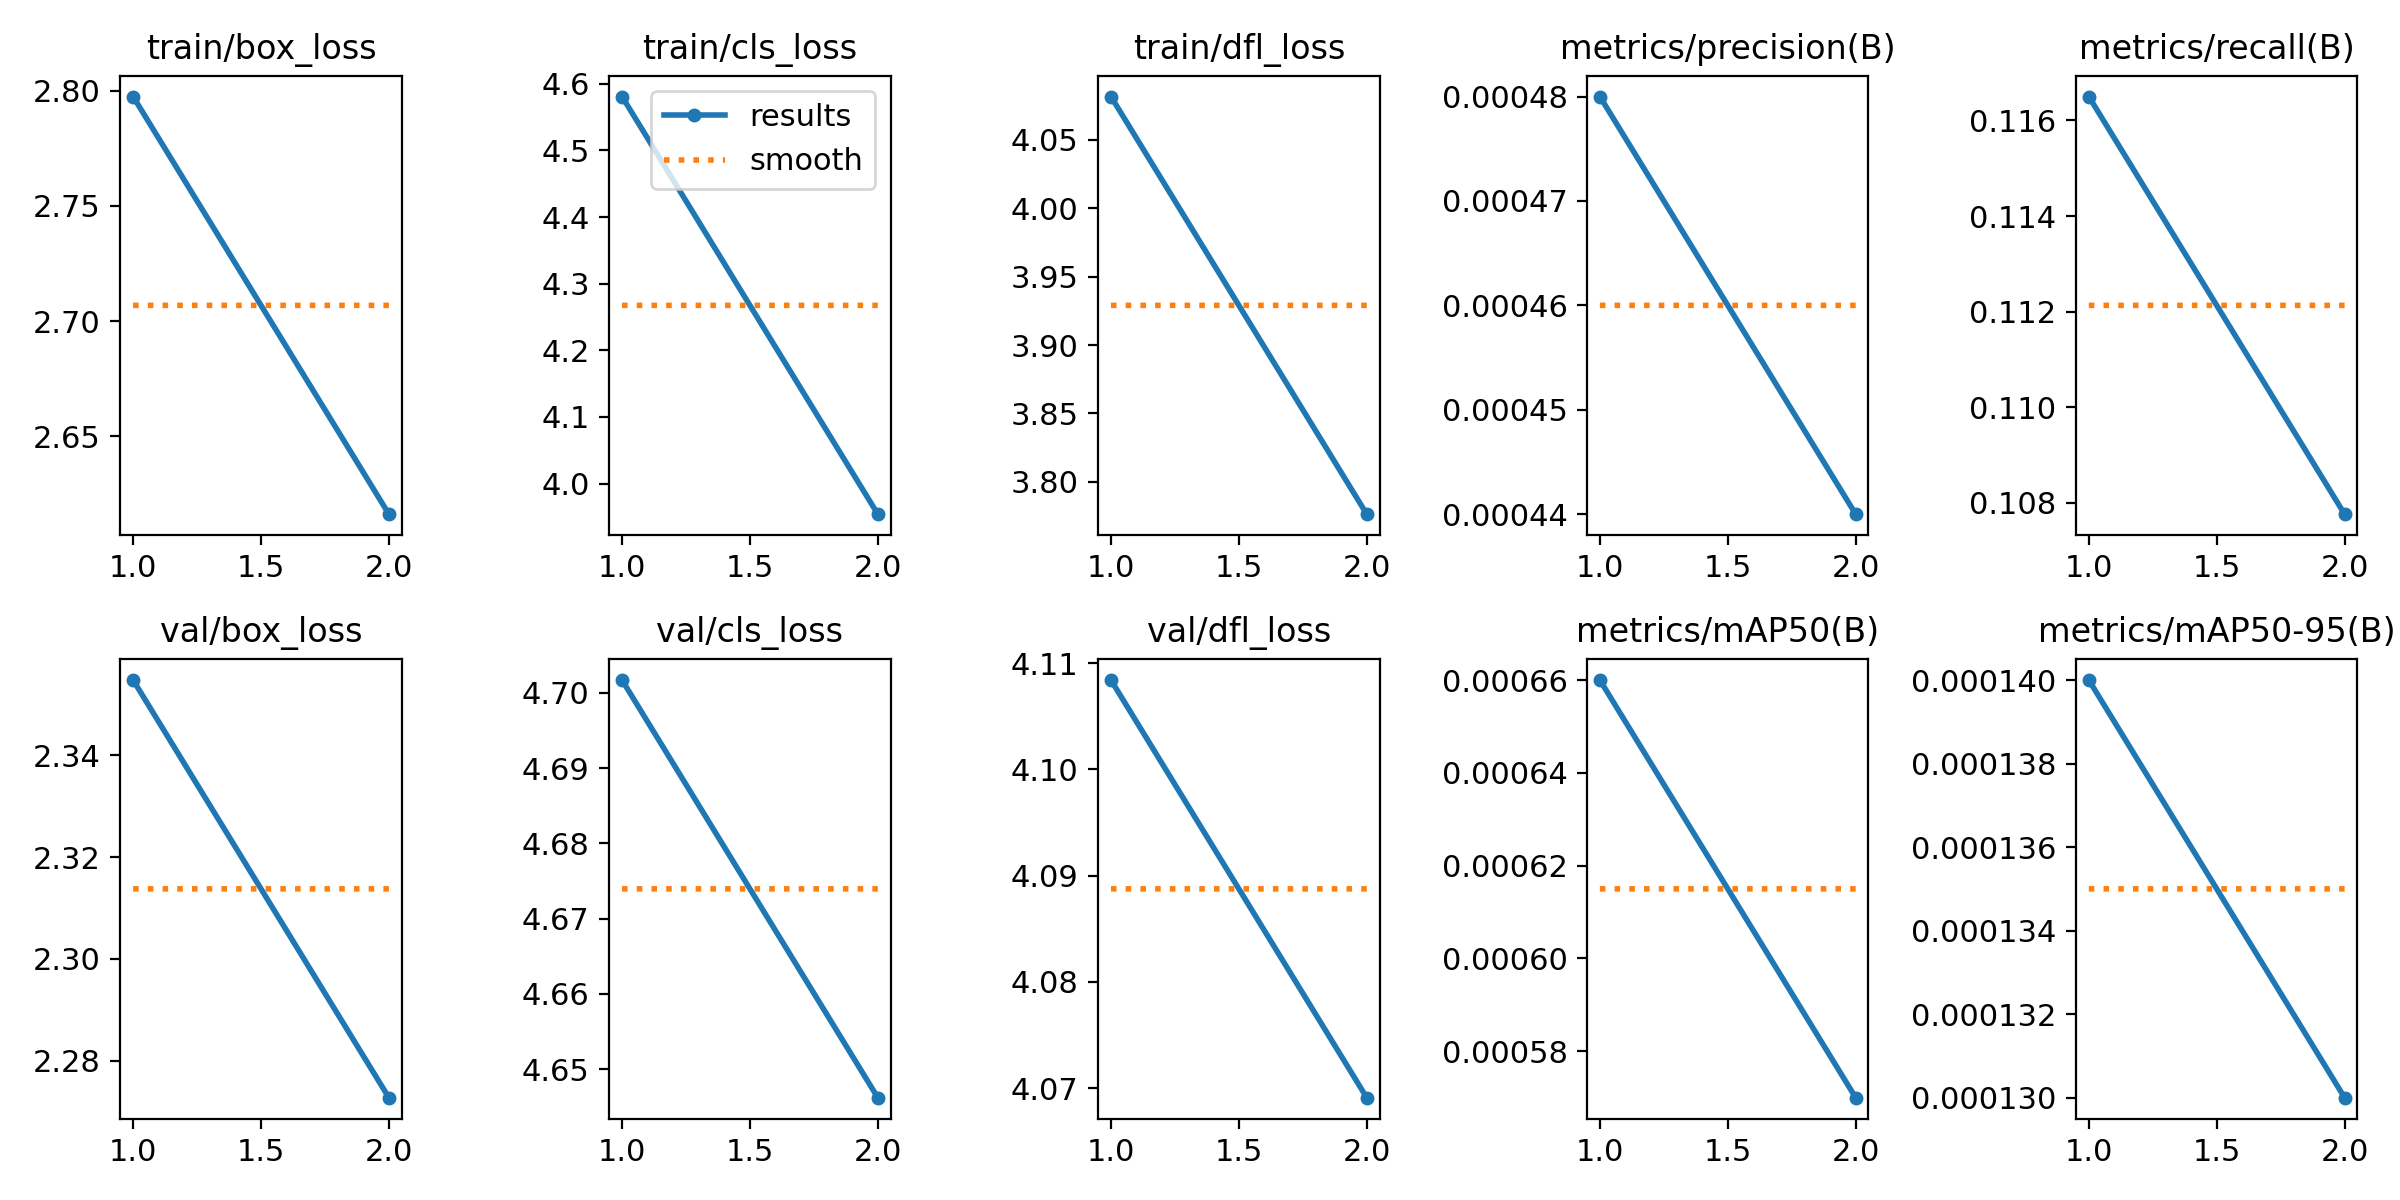 train/box_loss
2.80
2.75
2.70
2.65
1.0 1.5 2.0
train/cls_loss
results
smooth
4.6
4.5
4.4
4.3
4.2
4.1
4.0
1.0 1.5 2.0
train/dfl_loss
4.05
4.00
3.95
3.90
3.85
3.80
1.0 1.5 2.0
metrics/precision(B)
0.00048
0.00047
0.00046
0.00045
0.00044
1.0 1.5 2.0
metrics/recall(B)
0.116
0.114
0.112
0.110
0.108
1.0 1.5 2.0
val/box_loss
2.34
2.32
2.30
2.28
1.0 1.5 2.0
val/cls_loss
4.70
4.69
4.68
4.67
4.66
4.65
1.0 1.5 2.0
val/dfl_loss
4.11
4.10
4.09
4.08
4.07
1.0 1.5 2.0
metrics/mAP50(B)
0.00066
0.00064
0.00062
0.00060
0.00058
1.0 1.5 2.0
metrics/mAP50-95(B)
0.000140
0.000138
0.000136
0.000134
0.000132
0.000130
1.0 1.5 2.0